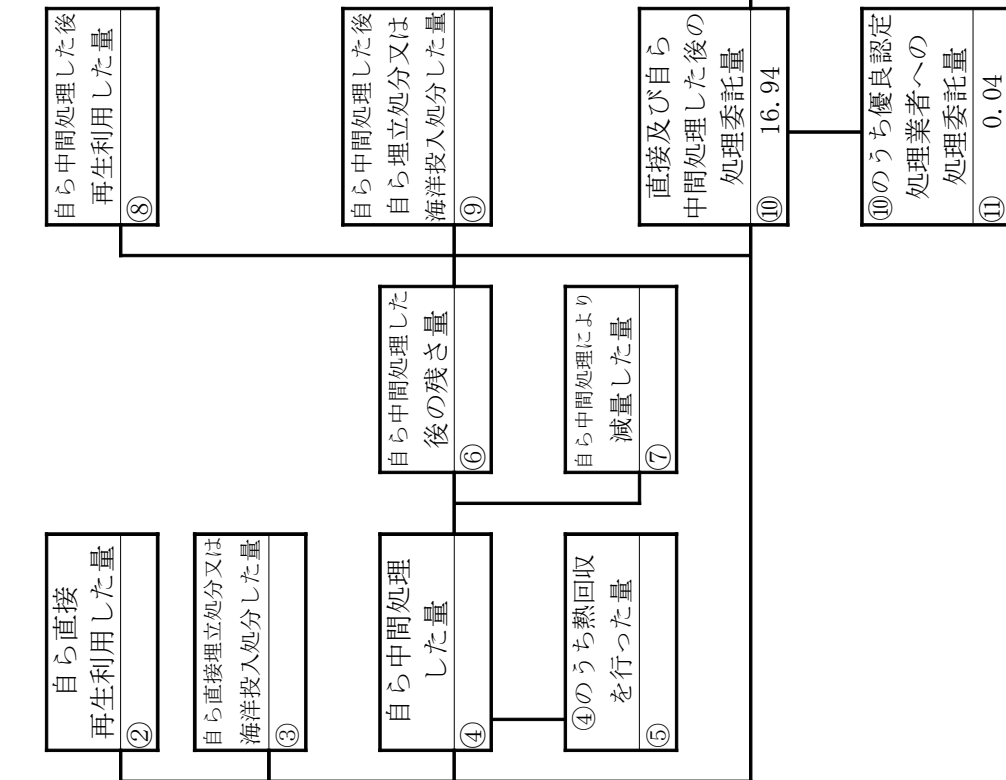 自ら直接
再生利用した量
②
自ら直接埋立処分又は
海洋投入処分した量
③
自ら中間処理
した量
④
④のうち熱回収
を行った量
⑤
自ら中間処理した
後の残さ量
⑥
自ら中間処理により
減量した量
⑦
自ら中間処理した後
再生利用した量
⑧
自ら中間処理した後
自ら埋立処分又は
海洋投入処分した量
⑨
直接及び自ら
中間処理した後の
処理委託量
⑩ 16.94
⑩のうち優良認定
処理業者への
処理委託量
⑪ 0.04